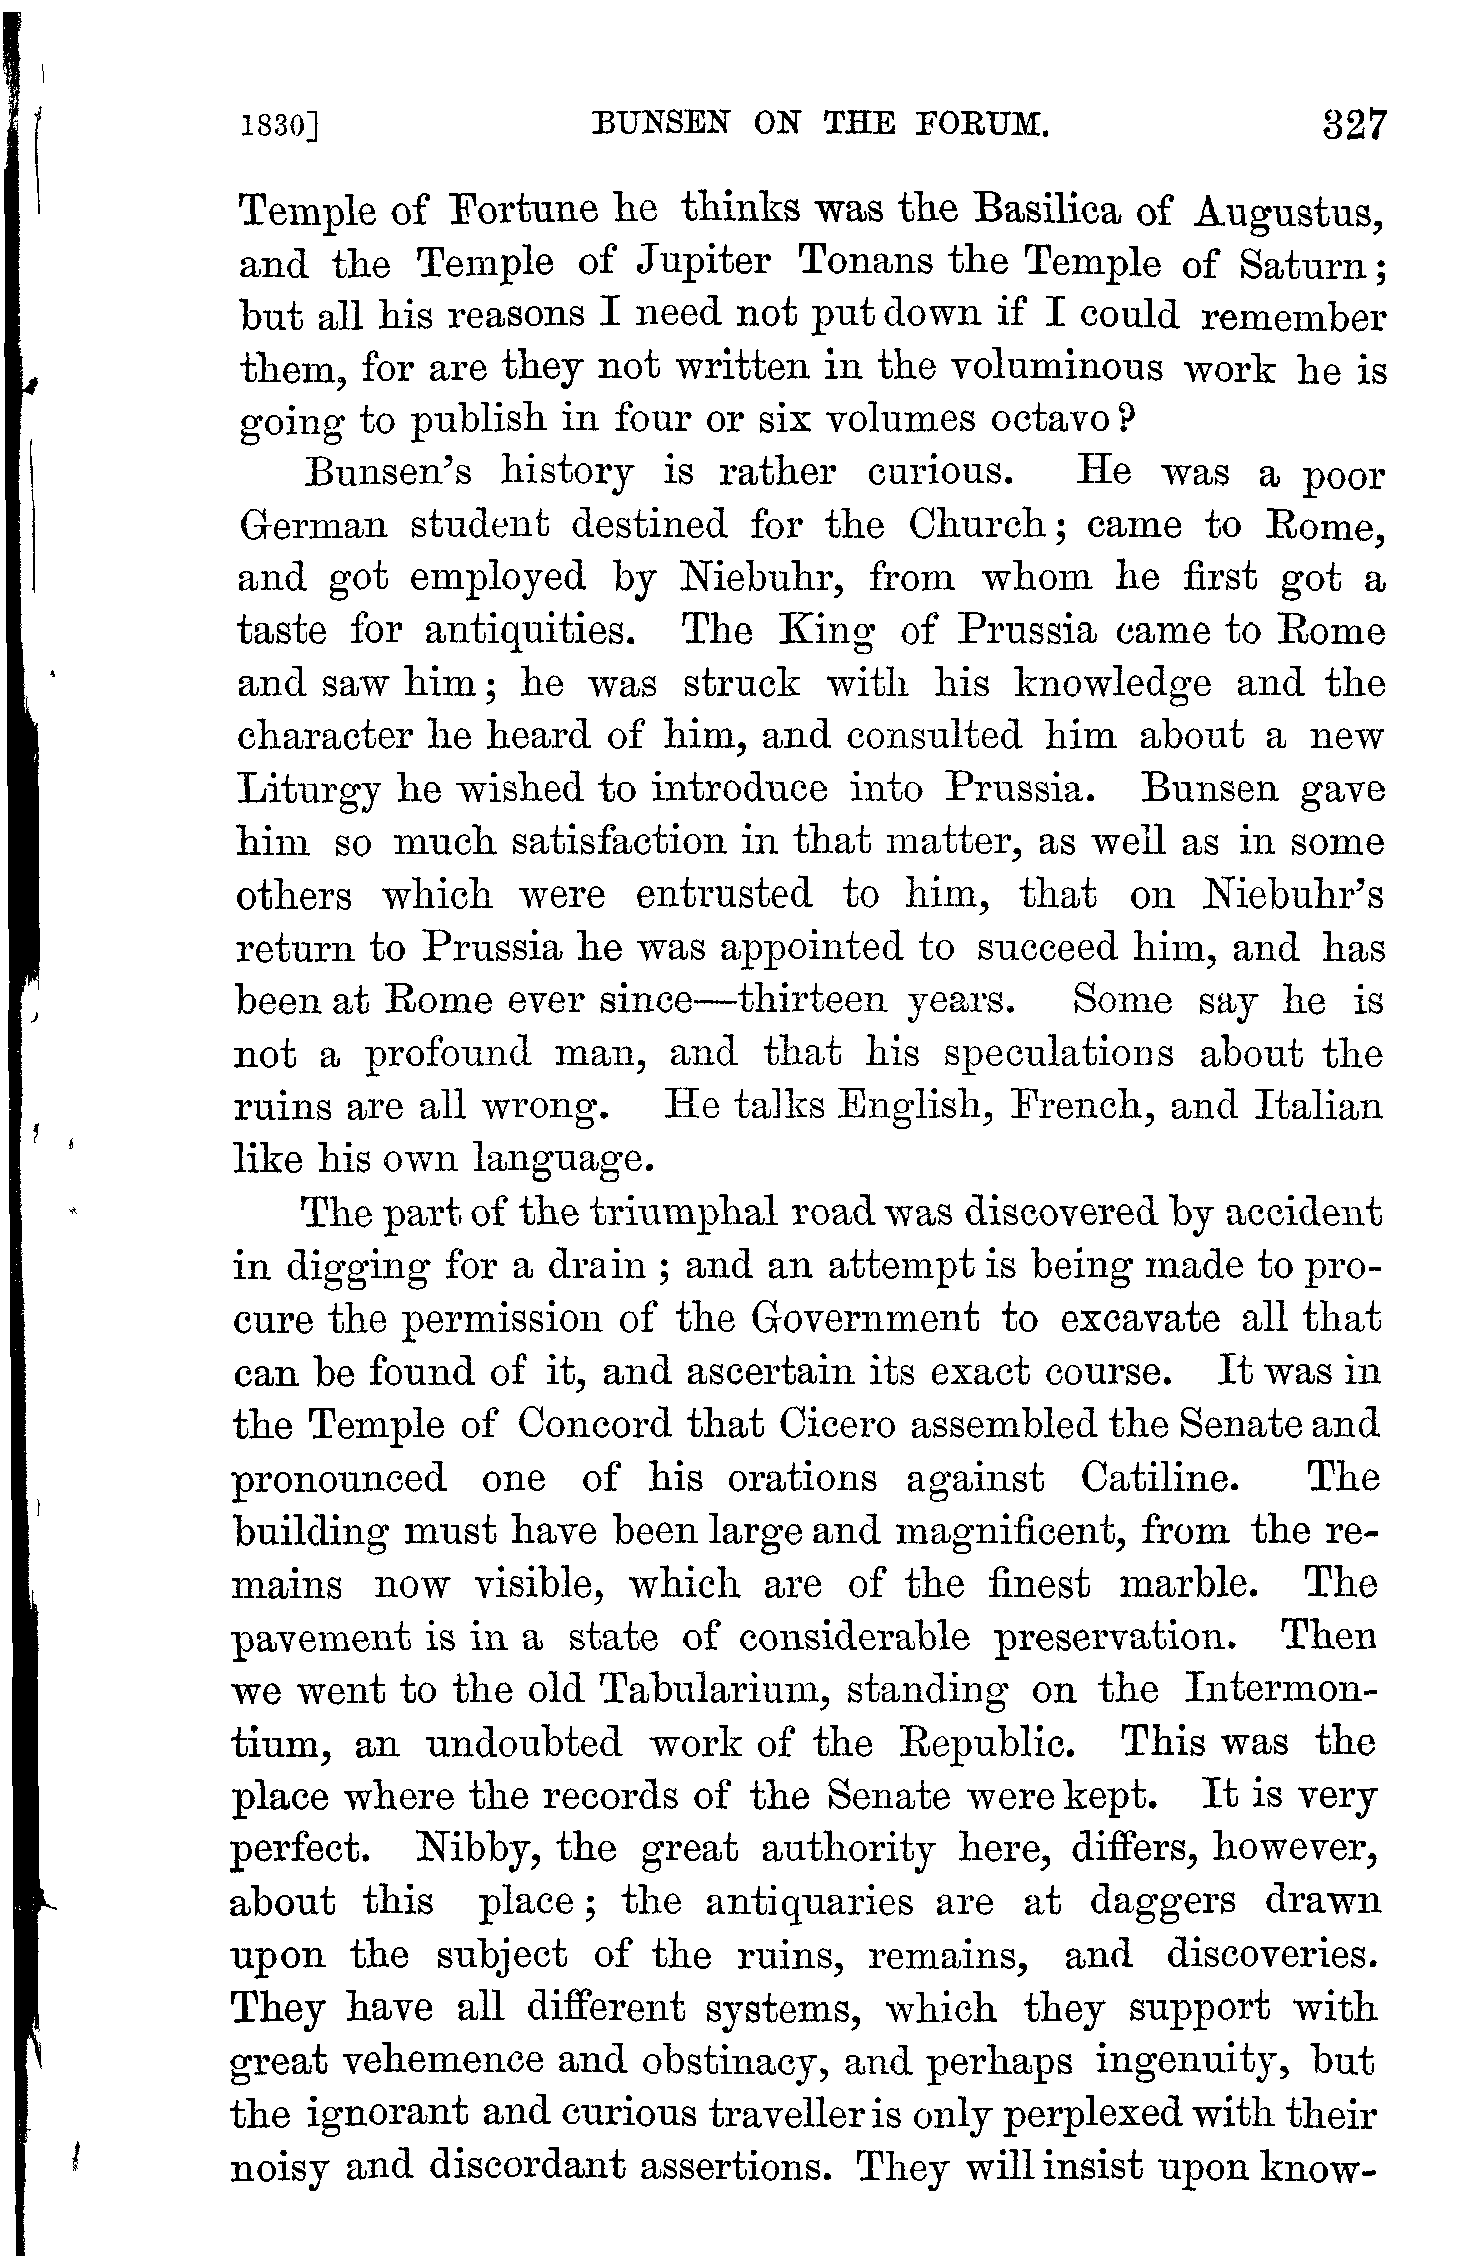 1830] BUNSEN ON THE FORUM. 327
Temple of Fortune he thinks was the Basilica of Augustus,
and the Temple of Jupiter Tonans the Temple of Saturn;
but all his reasons I need not put down if I could remember
them, for are they not written in the voluminous work he is
going to publish in four or six volumes octavo?
Bunsen's history is rather curious. He was a poor
German student destined for the Church; came to Rome,
and got employed by Niebuhr, from whom he first got a
taste for antiquities. The King of Prussia came to Rome
and saw him; he was struck with his knowledge and the
character he heard of him, and consulted him about a new
Liturgy he wished to introduce into Prussia. Bunsen gave
him so much satisfaction in that matter, as well as in some
others which were entrusted to him, that on Niebuhr's
return to Prussia he was appointed to succeed him, and has
been at Rome ever since—thirteen years. Some say he is
not a profound man, and that his speculations about the
ruins are all wrong. He talks English, French, and Italian
like his own language.
The part of the triumphal road was discovered by accident
in digging for a drain; and an attempt is being made to pro-
cure the permission of the Government to excavate all that
can be found of it, and ascertain its exact course. It was in
the Temple of Concord that Cicero assembled the Senate and
pronounced one of his orations against Catiline. The
building must have been large and magnificent, from the re-
mains now visible, which are of the finest marble. The
pavement is in a state of considerable preservation. Then
we went to the old Tabularium, standing on the Intermon-
tium, an undoubted work of the Republic. This was the
place where the records of the Senate were kept. It is very
perfect. Nibby, the great authority here, differs, however,
about this place; the antiquaries are at daggers drawn
upon the subject of the ruins, remains, and discoveries.
They have all different systems, which they support with
great vehemence and obstinacy, and perhaps ingenuity, but
the ignorant and curious traveller is only perplexed with their
noisy and discordant assertions. They will insist upon know-